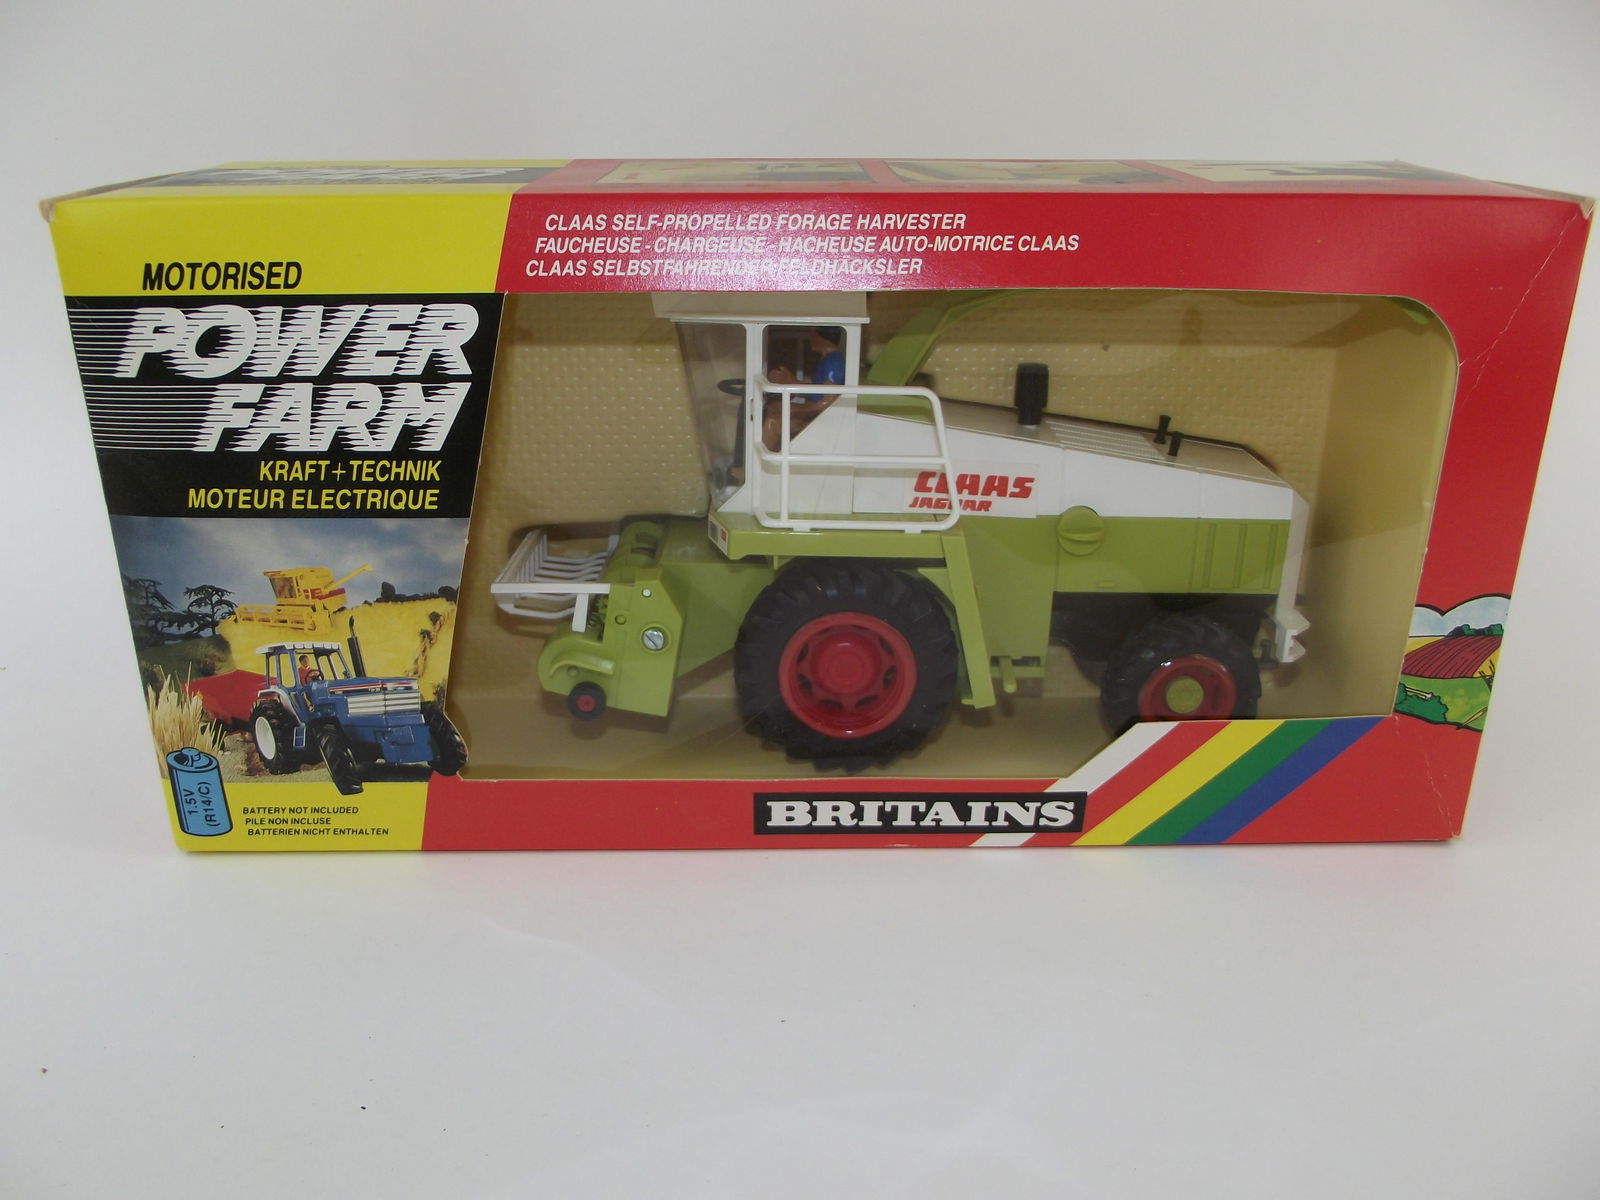 CLAAS SELF-PROPELLED FORAGE HARVESTER
FAUCHEUSE - CHARGEUSE - HACHEUSE AUTO-MOTRICE CLAAS
CLAAS SELBSTFAHRENDER FELDHÄCKSLER
MOTORISED
POWER
FARM
KRAFT+TECHNIK
MOTEUR ELECTRIQUE
CLAAS
JAGUAR
1.5V
(R14/C)
BATTERY NOT INCLUDED
PILE NON INCLUSE
BATTERIEN NICHT ENTHALTEN
BRITAINS